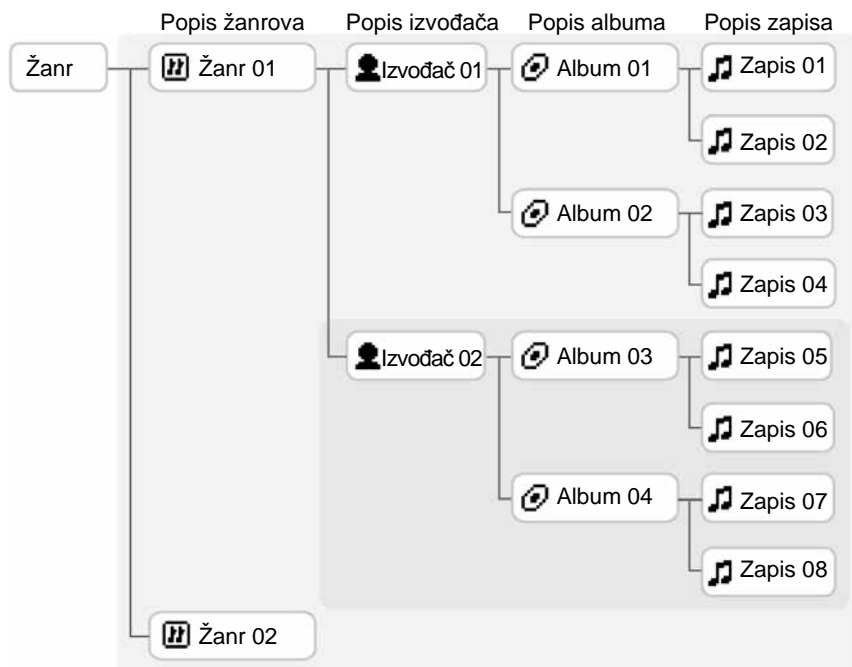 Popis žanrova Popis izvođača Popis albuma Popis zapisa
Žanr Žanr 01 Izvođač 01 Album 01 Zapis 01
Zapis 02
Album 02 Zapis 03
Zapis 04
Izvođač 02 Album 03 Zapis 05
Zapis 06
Album 04 Zapis 07
Zapis 08
Žanr 02